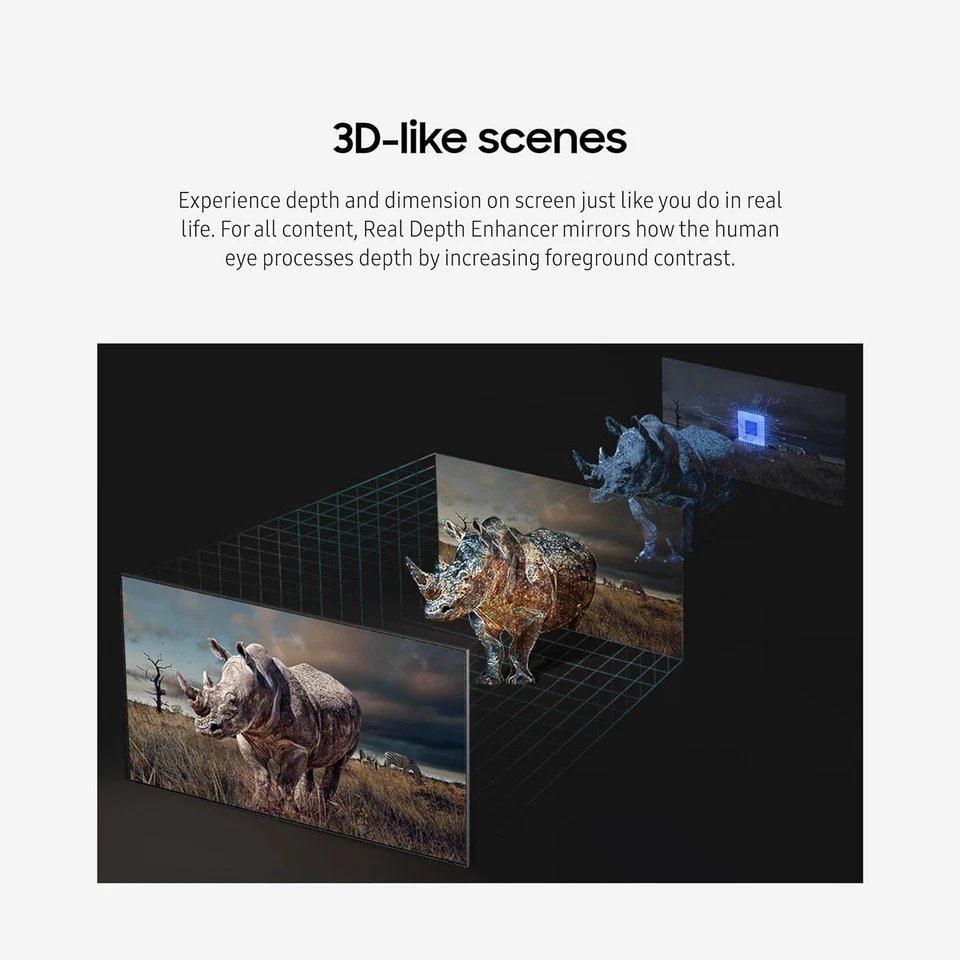 3D-like scenes
Experience depth and dimension on screen just like you do in real
life. For all content, Real Depth Enhancer mirrors how the human
eye processes depth by increasing foreground contrast.